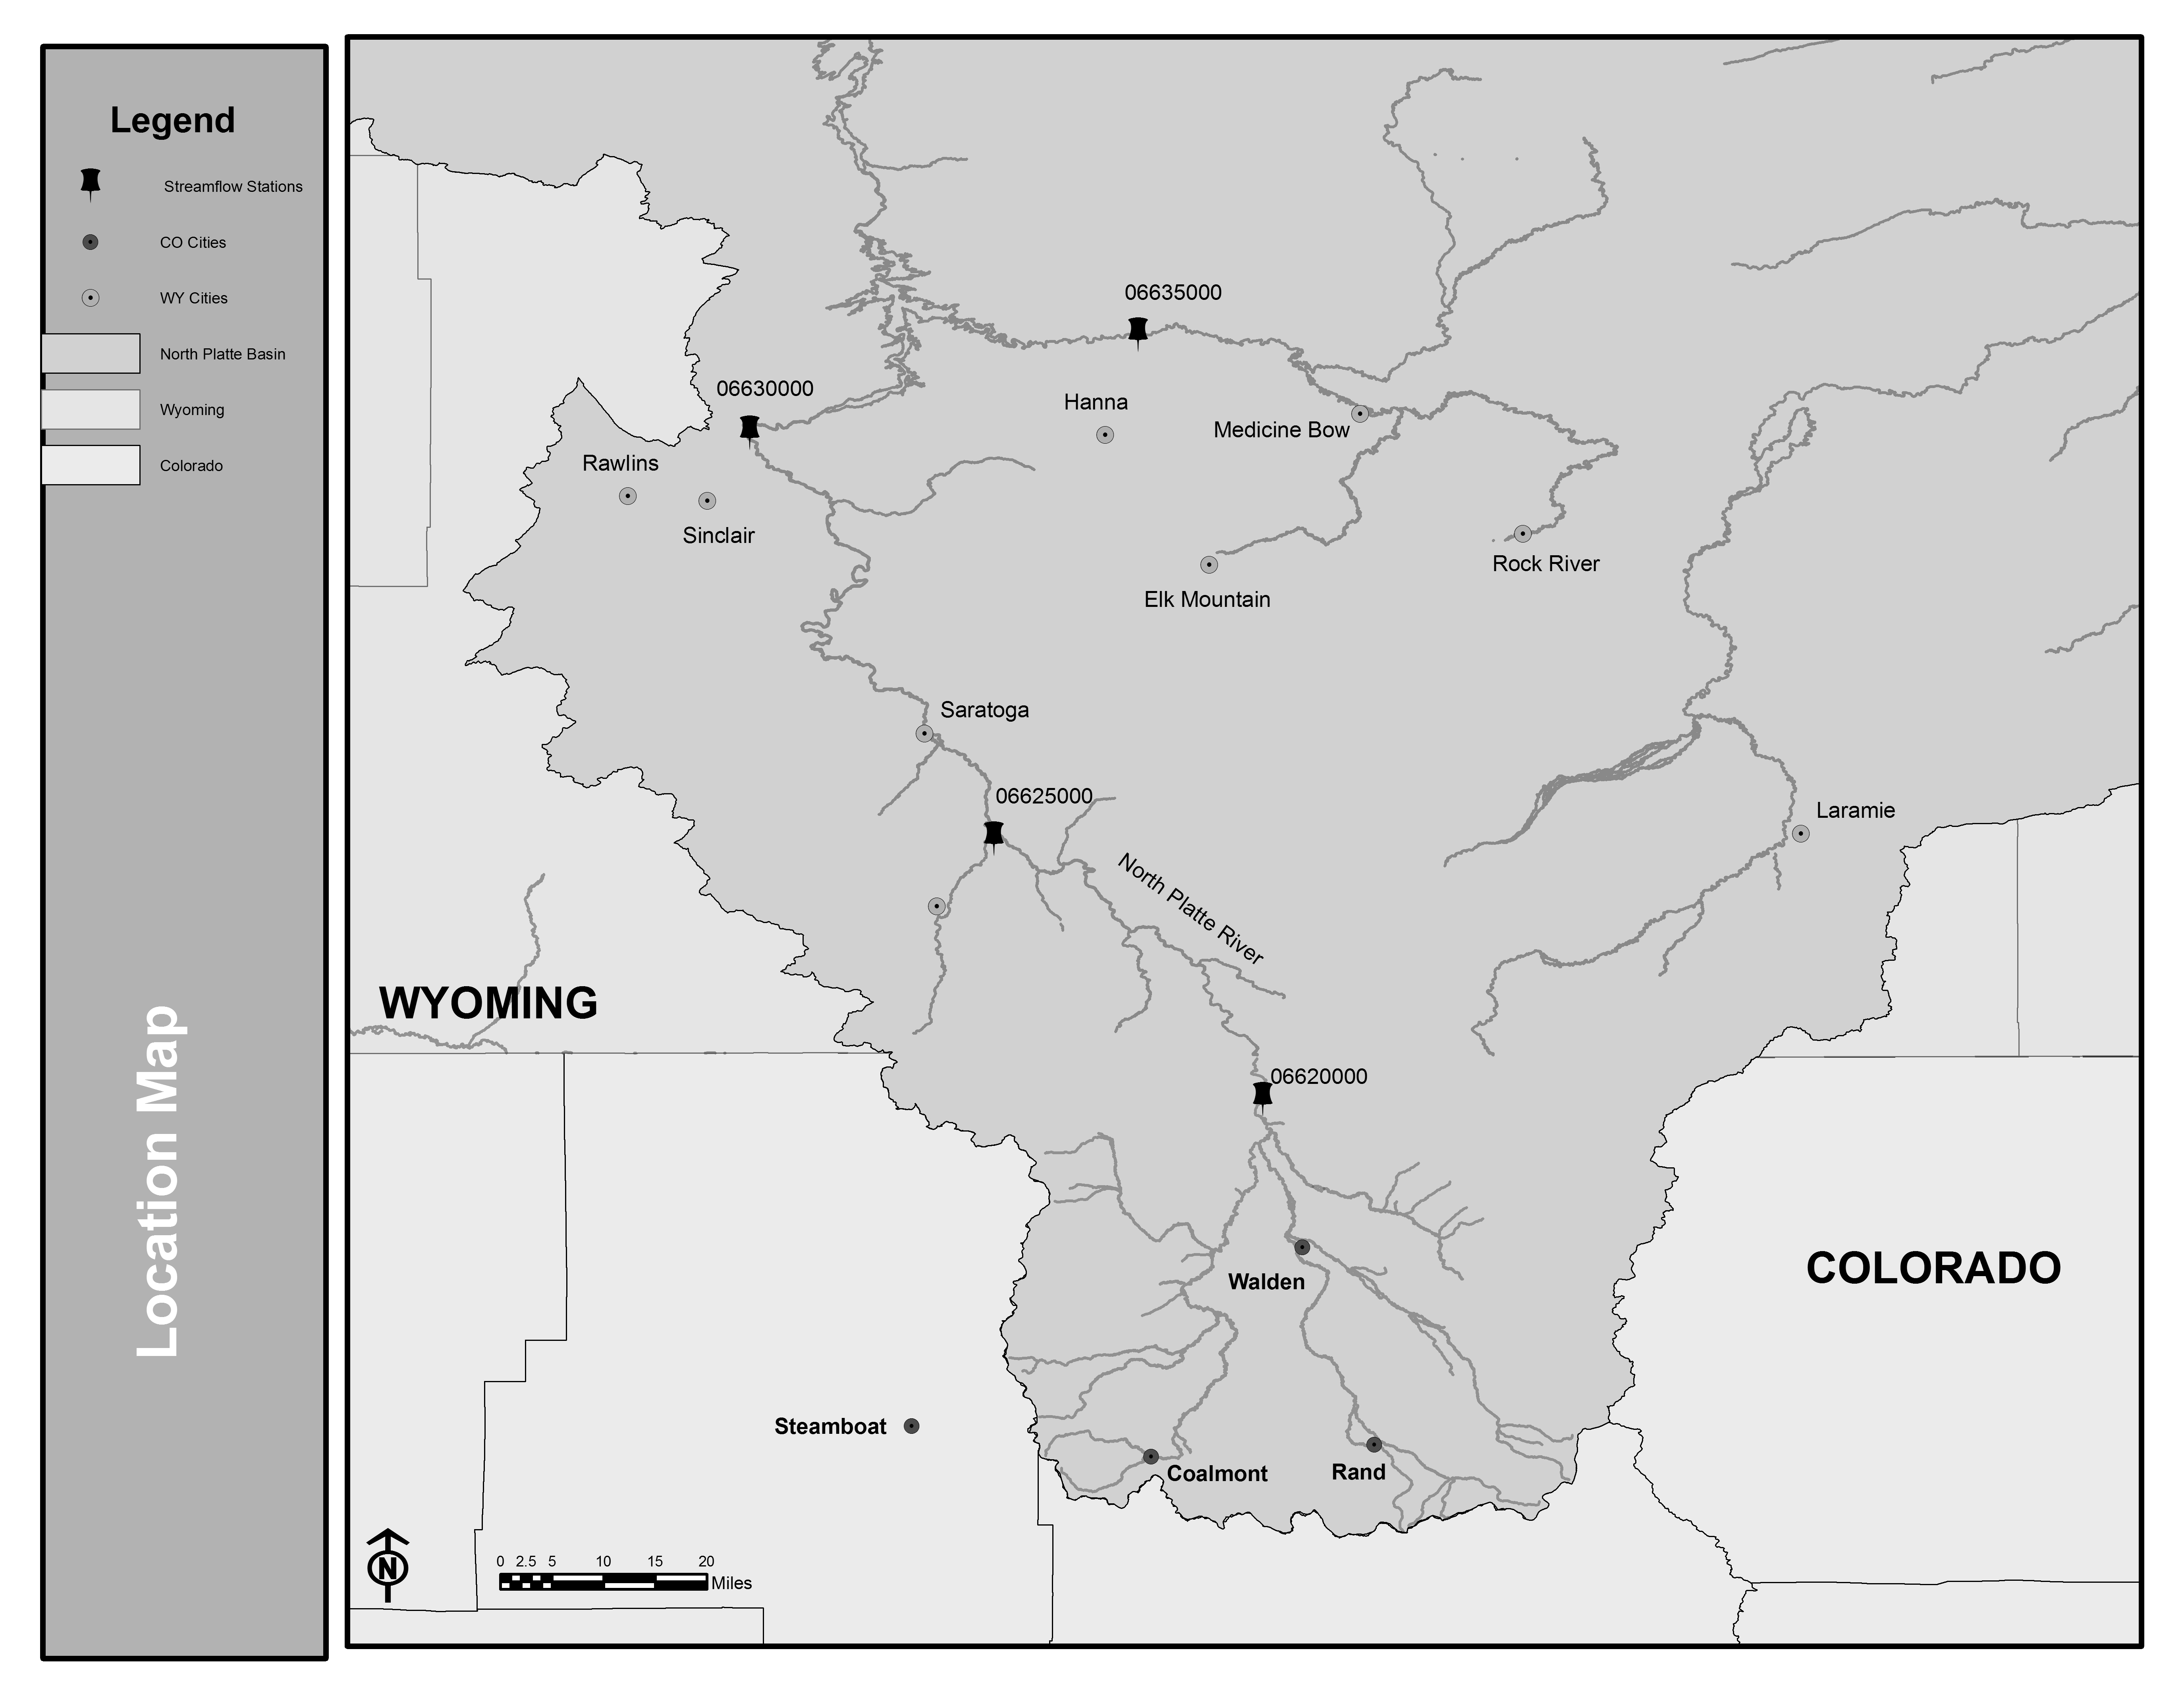 Legend
Streamflow Stations
CO Cities
WY Cities
North Platte Basin
Wyoming
Colorado
Location Map
06635000
06630000
Hanna
Medicine Bow
Rawlins
Sinclair
Rock River
Elk Mountain
Saratoga
06625000
Laramie
North Platte River
WYOMING
06620000
COLORADO
Walden
Steamboat
Coalmont
Rand
N
0 2.5 5 10 15 20
Miles